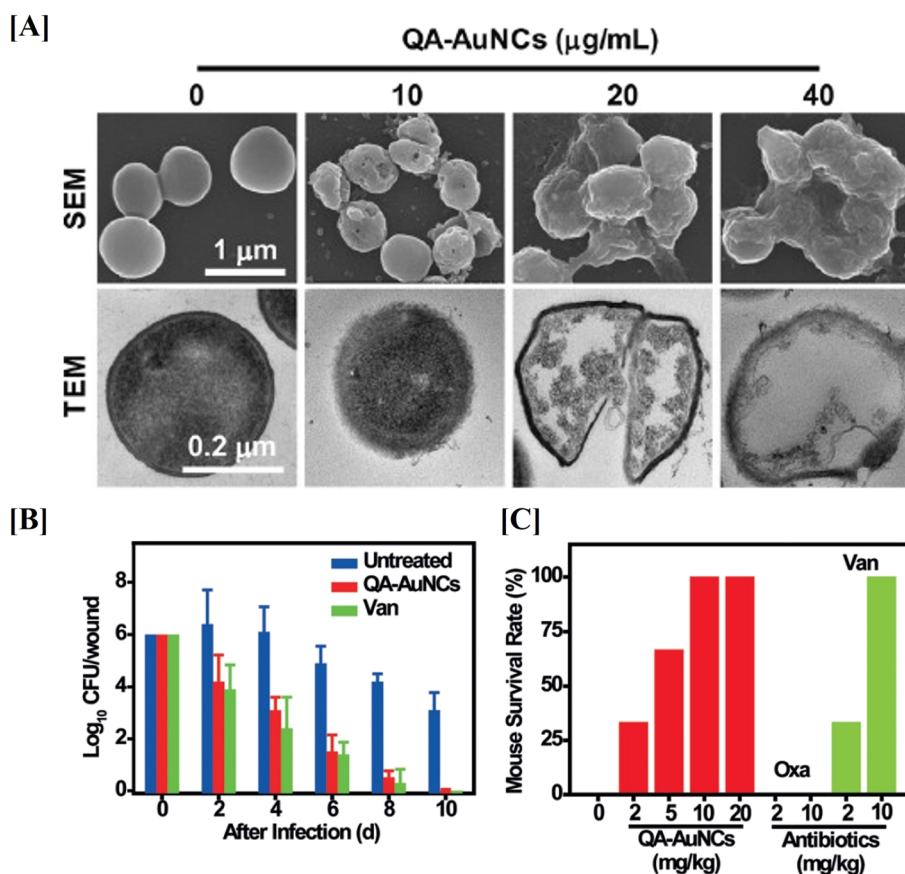 [A]
QA-AuNCs (μg/mL)
0 10 20 40
SEM
1 μm
TEM
0.2 μm
[B]
Log10 CFU/wound
8
6
4
2
0
Untreated
QA-AuNCs
Van
0 2 4 6 8 10
After Infection (d)
[C]
Mouse Survival Rate (%)
100
75
50
25
0
Van
Oxa
0 2 5 10 20 2 10 2 10
QA-AuNCs Antibiotics
(mg/kg) (mg/kg)